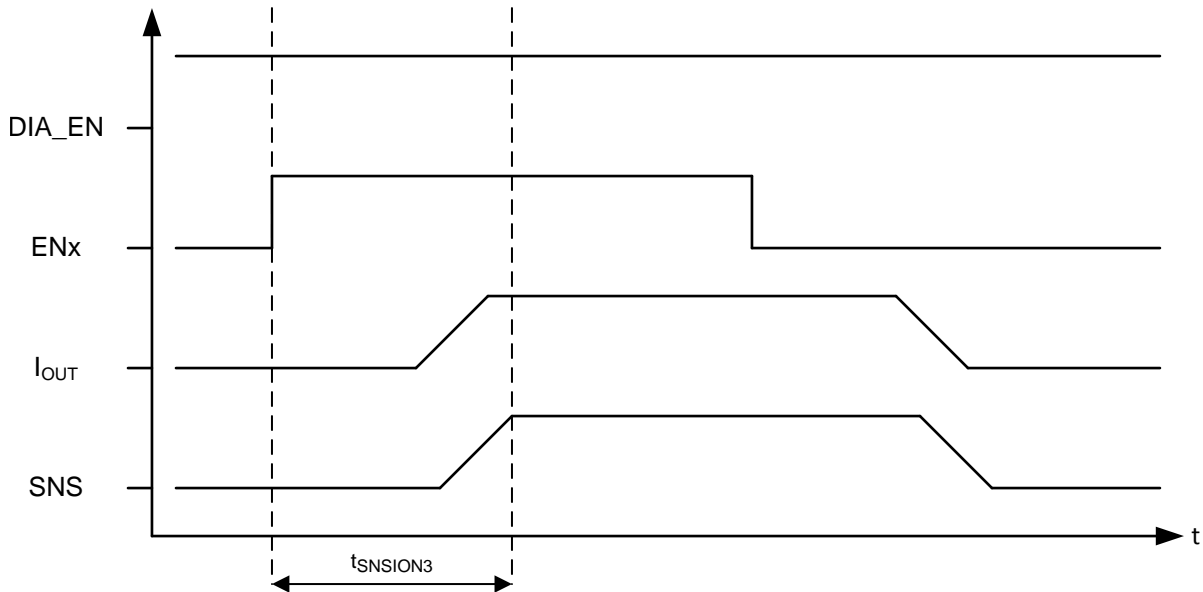 DIA_EN
ENx
IOUT
SNS
t
tSNSION3